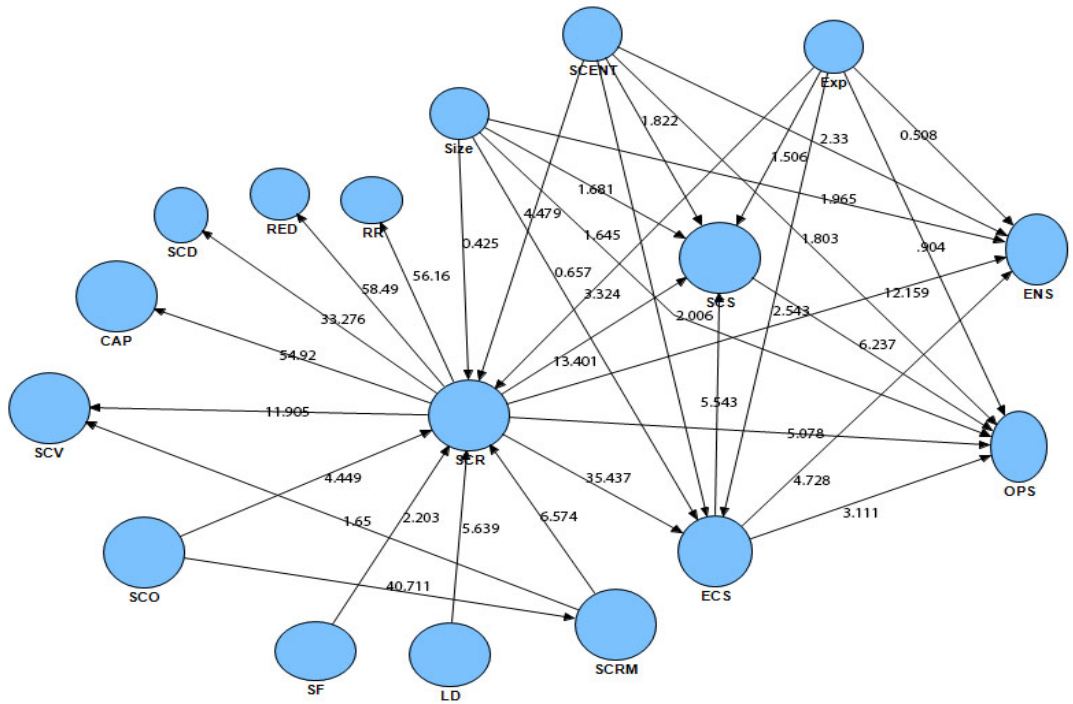 SCENT
Exp
Size
1.822
2.33
0.508
1.506
1.681
1.965
RED
RR
SCD
4.479
1.645
1.803
.904
0.425
56.16
58.49
0.657
3.324
12.159
ENS
SCS
2.543
2.006
CAP
33.276
6.237
54.92
13.401
5.543
11.905
SCV
SCR
5.078
4.449
35.437
4.728
OPS
1.65
2.203
5.639
6.574
3.111
40.711
SCO
ECS
SCRM
SF
LD